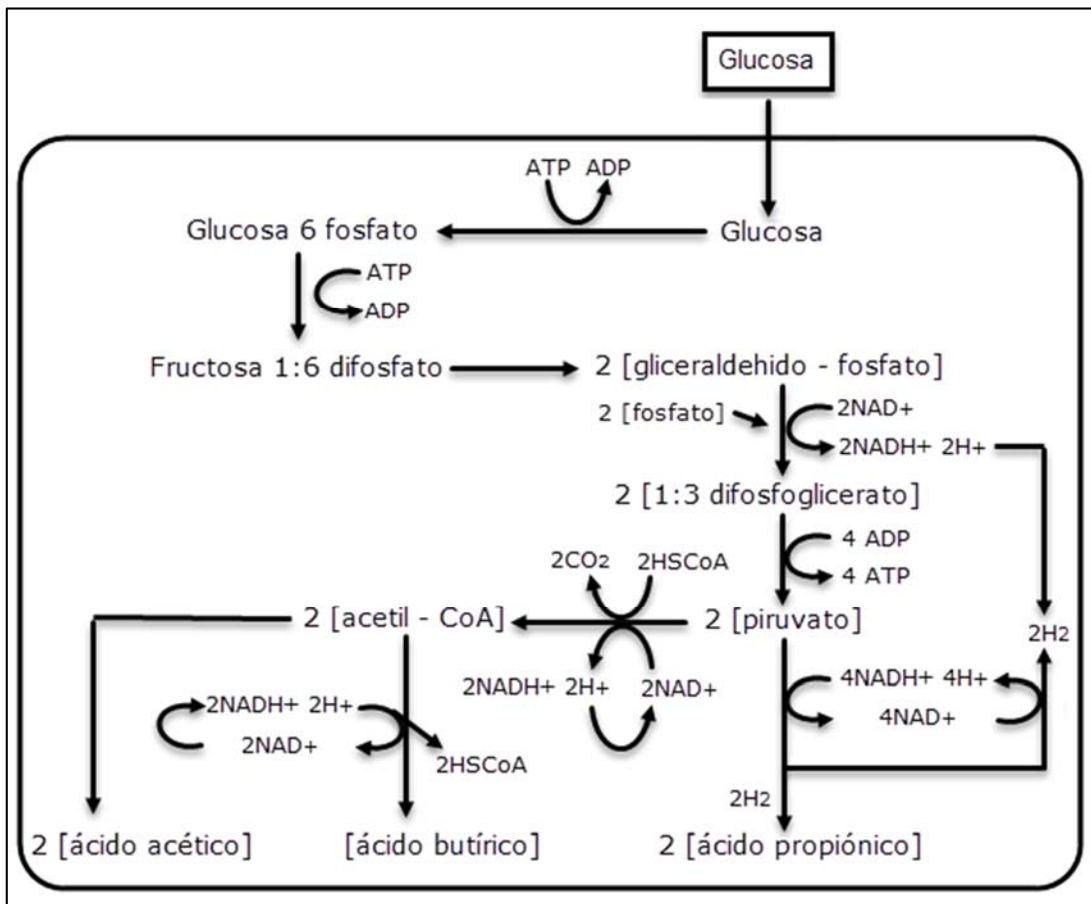 Glucosa
ATP ADP
Glucosa 6 fosfato
Glucosa
ATP
ADP
Fructosa 1:6 difosfato
2 [gliceraldehido - fosfato]
2 [fosfato]
2NAD+
2NADH+ 2H+
2 [1:3 difosfoglicerato]
4 ADP
4 ATP
2CO2 2HSCoA
2 [acetil - CoA]
2 [piruvato]
2H2
2NADH+ 2H+ 2NAD+
4NADH+ 4H+
4NAD+
2NADH+ 2H+
2NAD+
2HSCoA
2H2
2 [ácido acético]
[ácido butírico]
2 [ácido propiónico]